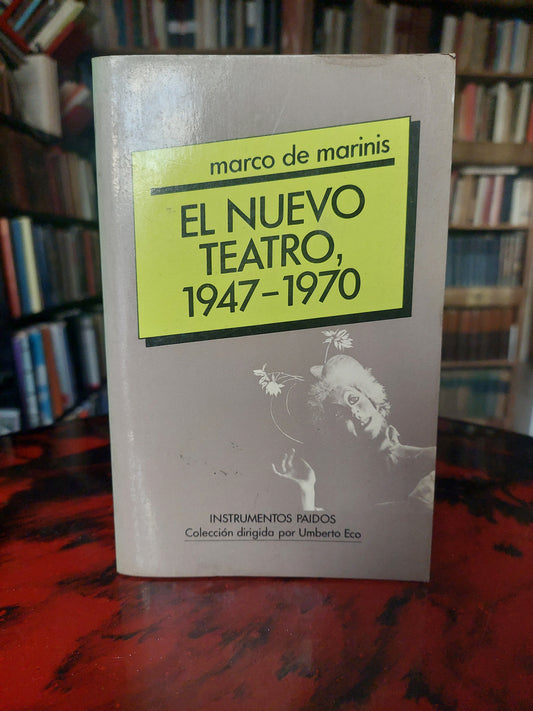 marco de marinis
EL NUEVO
TEATRO,
1947-1970
INSTRUMENTOS PAIDOS
Colección dirigida por Umberto Eco